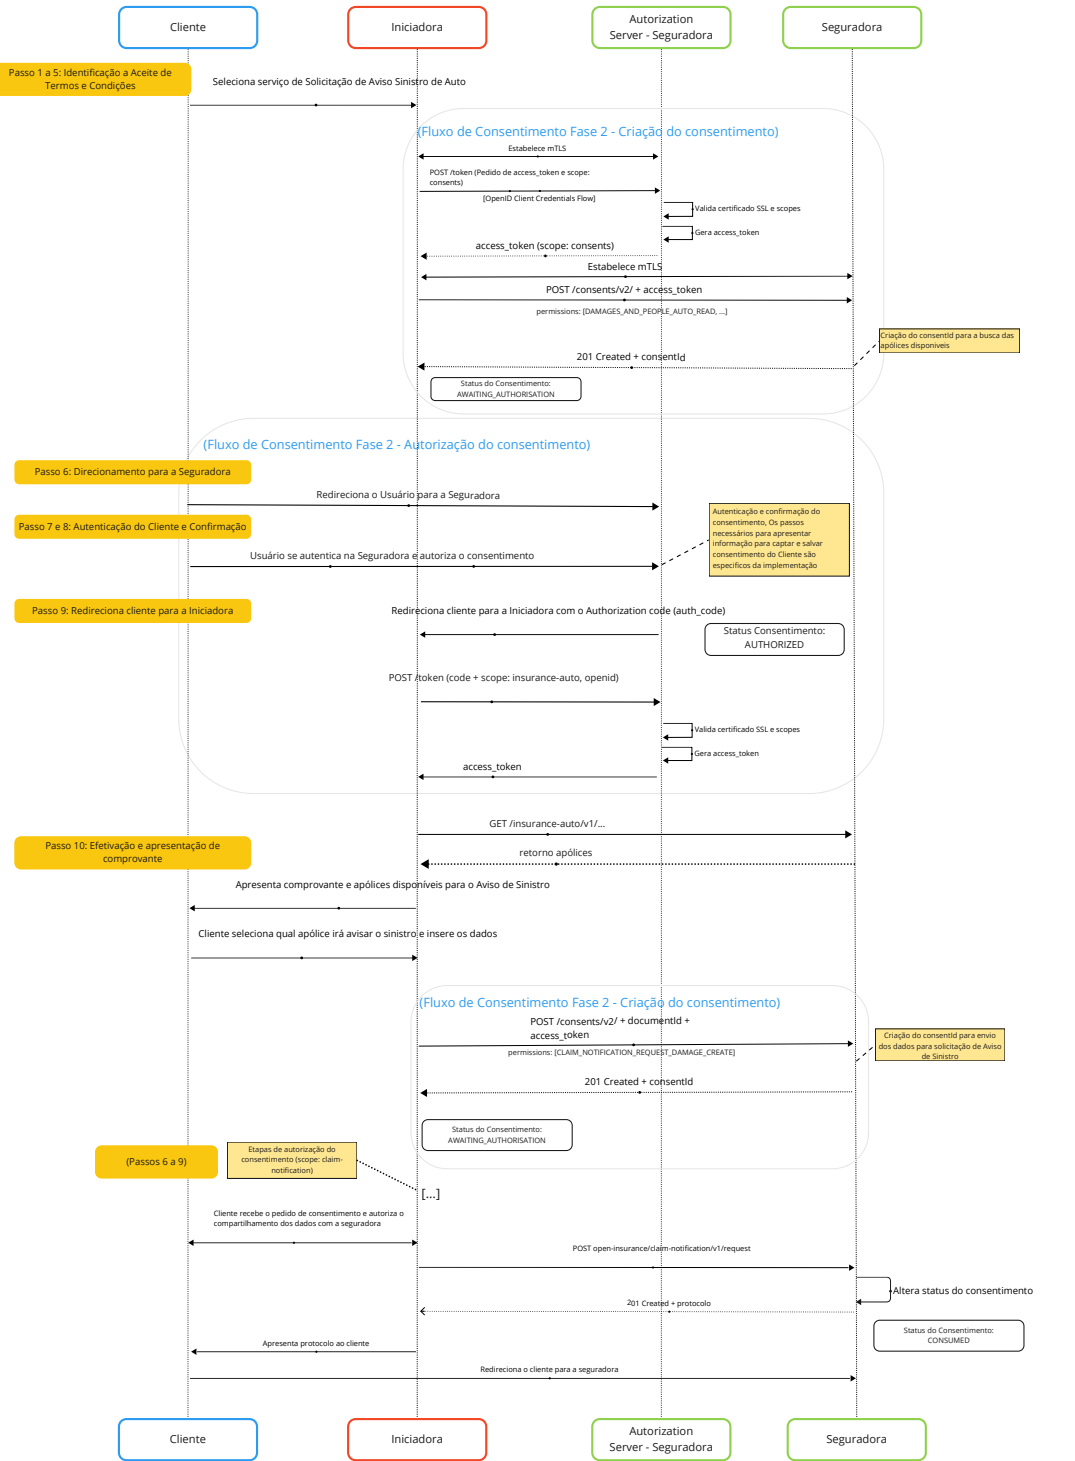 Cliente
Iniciadora
Autorization
Server - Seguradora
Seguradora
Passo 1 a 5: Identificação a Aceite de
Termos e Condições
Seleciona serviço de Solicitação de Aviso Sinistro de Auto
(Fluxo de Consentimento Fase 2 - Criação do consentimento)
Estabelece mTLS
POST /token (Pedido de access_token e scope:
consents)
[OpenID Client Credentials Flow]
Valida certificado SSL e scopes
Gera access_token
access_token (scope: consents)
Estabelece mTLS
POST /consents/v2/ + access_token
permissions: [DAMAGES_AND_PEOPLE_AUTO_READ, ...]
Criação do consentId para a busca das
apólices disponiveis
201 Created + consentId
Status do Consentimento:
AWAITING_AUTHORISATION
(Fluxo de Consentimento Fase 2 - Autorização do consentimento)
Passo 6: Direcionamento para a Seguradora
Redireciona o Usuário para a Seguradora
Passo 7 e 8: Autenticação do Cliente e Confirmação
Autenticação e confirmação do
consentimento, Os passos
necessários para apresentar
informação para captar e salvar
consentimento do Cliente são
especificos da implementação
Usuário se autentica na Seguradora e autoriza o consentimento
Passo 9: Redireciona cliente para a Iniciadora
Redireciona cliente para a Iniciadora com o Authorization code (auth_code)
Status Consentimento:
AUTHORIZED
POST /token (code + scope: insurance-auto, openid)
Valida certificado SSL e scopes
Gera access_token
access_token
GET /insurance-auto/v1/...
Passo 10: Efetivação e apresentação de
comprovante
retorno apólices
Apresenta comprovante e apólices disponíveis para o Aviso de Sinistro
Cliente seleciona qual apólice irá avisar o sinistro e insere os dados
(Fluxo de Consentimento Fase 2 - Criação do consentimento)
POST /consents/v2/ + documentId +
access_token
permissions: [CLAIM_NOTIFICATION_REQUEST_DAMAGE_CREATE]
Criação do consentId para envio
dos dados para solicitação de Aviso
de Sinistro
201 Created + consentId
Status do Consentimento:
AWAITING_AUTHORISATION
(Passos 6 a 9)
Etapas de autorização do
consentimento (scope: claim-
notification)
[...]
Cliente recebe o pedido de consentimento e autoriza o
compartilhamento dos dados com a seguradora
POST open-insurance/claim-notification/v1/request
Altera status do consentimento
201 Created + protocolo
Status do Consentimento:
CONSUMED
Apresenta protocolo ao cliente
Redireciona o cliente para a seguradora
Cliente
Iniciadora
Autorization
Server - Seguradora
Seguradora